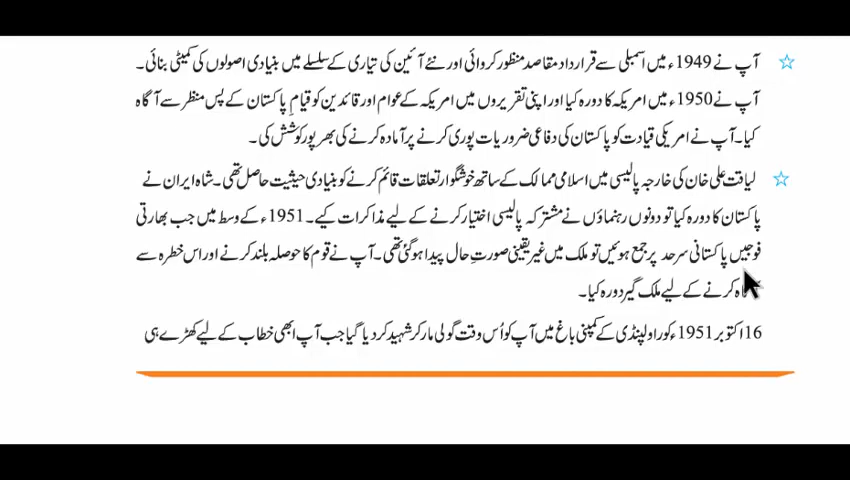 ☆ آپ نے 1949ء میں اسمبلی سے قرارداد مقاصد منظور کروائی اور نئے آئین کی تیاری کے سلسلے میں بنیادی اصولوں کی کمیٹی بنائی۔
آپ نے 1950ء میں امریکہ کا دورہ کیا اور اپنی تقریروں میں امریکہ کے عوام اور قائدین کو قیامِ پاکستان کے پس منظر سے آگاہ
کیا۔ آپ نے امریکی قیادت کو پاکستان کی دفاعی ضروریات پوری کرنے پر آمادہ کرنے کی بھرپور کوشش کی۔
☆ لیاقت علی خان کی خارجہ پالیسی میں اسلامی ممالک کے ساتھ خوشگوار تعلقات قائم کرنے کو بنیادی حیثیت حاصل تھی۔ شاہ ایران نے
پاکستان کا دورہ کیا تو دونوں رہنماؤں نے مشترکہ پالیسی اختیار کرنے کے لیے مذاکرات کیے۔ 1951ء کے وسط میں جب بھارتی
فوجیں پاکستانی سرحد پر جمع ہوئیں تو ملک میں غیر یقینی صورتِ حال پیدا ہو گئی تھی۔ آپ نے قوم کا حوصلہ بلند کرنے اور اس خطرہ سے
کرنے کے لیے ملک گیر دورہ کیا۔
16 اکتوبر 1951ء کو راولپنڈی کے کمپنی باغ میں آپ کو اُس وقت گولی مار کر شہید کر دیا گیا جب آپ ابھی خطاب کے لیے کھڑے ہی